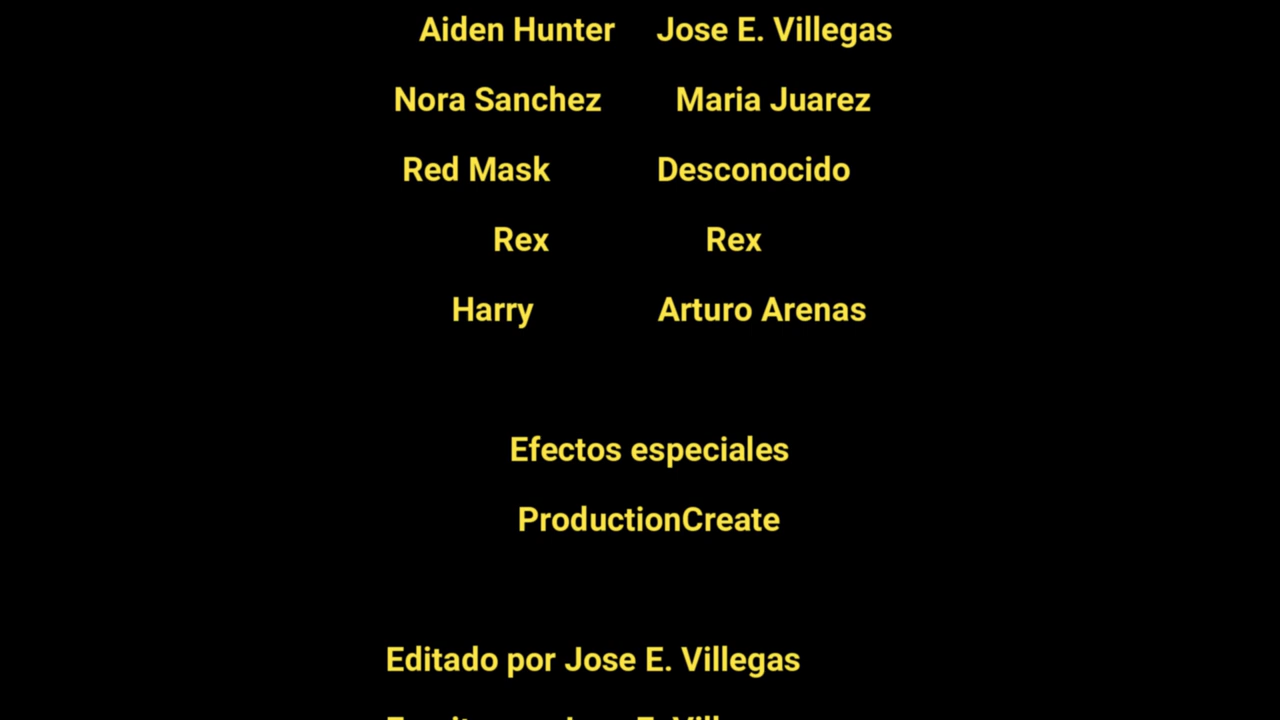 Aiden Hunter Jose E. Villegas
Nora Sanchez Maria Juarez
Red Mask Desconocido
Rex Rex
Harry Arturo Arenas
Efectos especiales
ProductionCreate
Editado por Jose E. Villegas